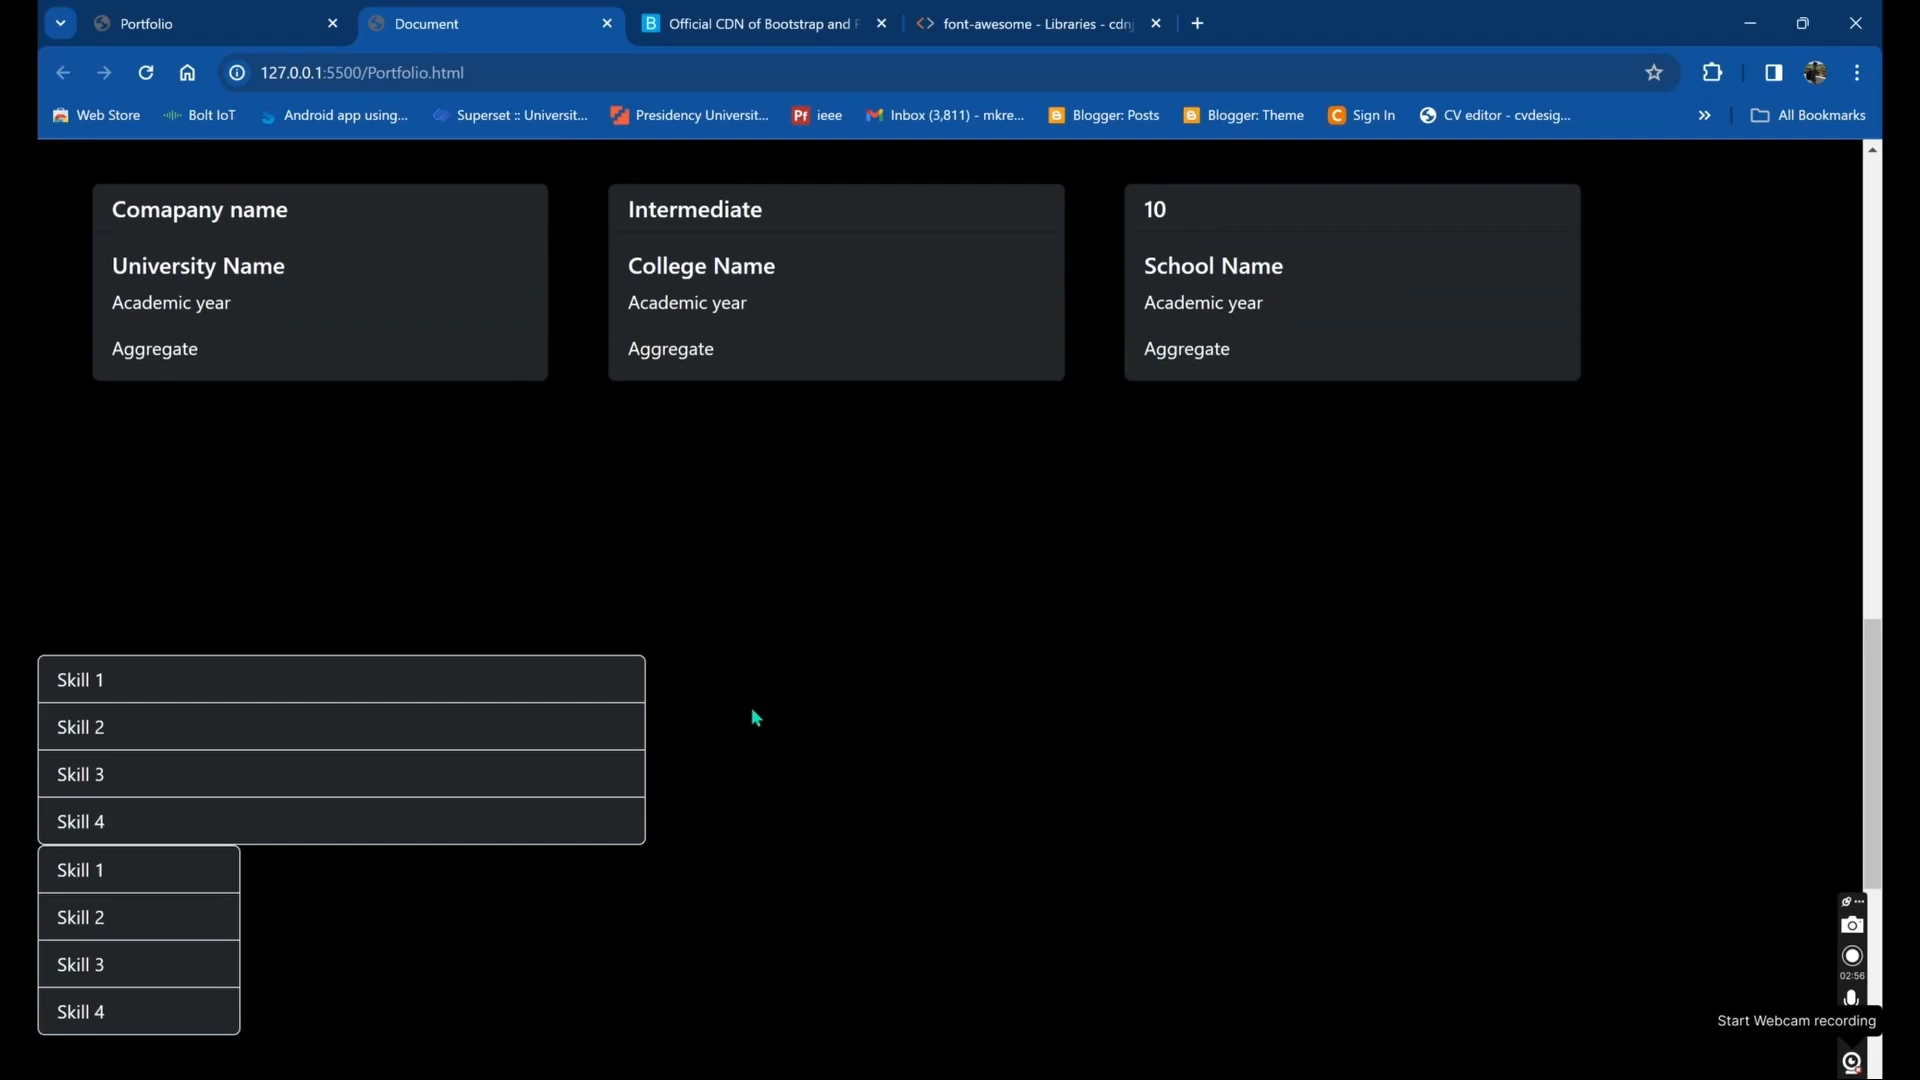 Portfolio
Document
Official CDN of Bootstrap and
font-awesome - Libraries - cdnj
127.0.0.1:5500/Portfolio.html
Web Store
Bolt IoT
Android app using...
Superset :: Universit...
Presidency Universit...
Pf ieee
Inbox (3,811) - mkre...
Blogger: Posts
Blogger: Theme
C Sign In
CV editor - cvdesig...
All Bookmarks
Comapany name
University Name
Academic year
Aggregate
Intermediate
College Name
Academic year
Aggregate
10
School Name
Academic year
Aggregate
Skill 1
Skill 2
Skill 3
Skill 4
Skill 1
Skill 2
Skill 3
Skill 4
02:56
Start Webcam recording